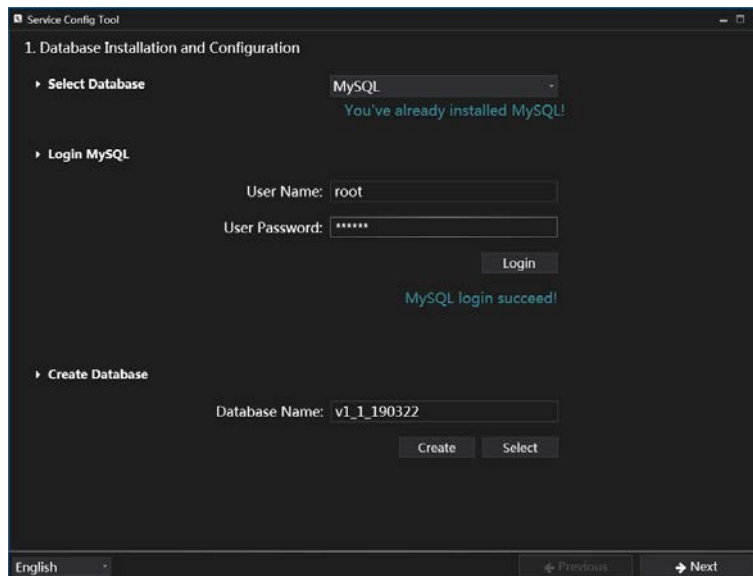 Service Config Tool
1. Database Installation and Configuration
Select Database
MySQL
You've already installed MySQL!
Login MySQL
User Name: root
User Password: ******
Login
MySQL login succeed!
Create Database
Database Name: v1_1_190322
Create Select
English Previous Next